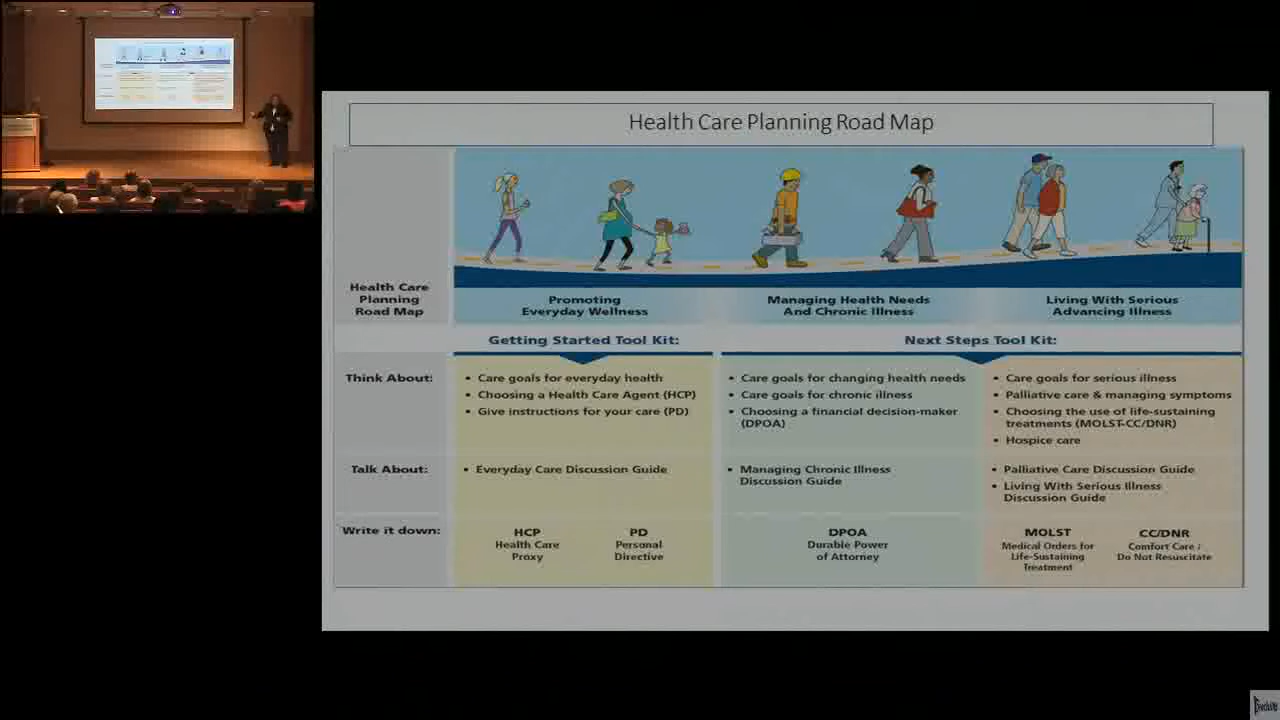 Health Care Planning Road Map
Health Care
Planning
Road Map
Promoting
Everyday Wellness
Managing Health Needs
And Chronic Illness
Living With Serious
Advancing Illness
Getting Started Tool Kit:
Next Steps Tool Kit:
Think About:
• Care goals for everyday health
• Choosing a Health Care Agent (HCP)
• Give instructions for your care (PD)
• Care goals for changing health needs
• Care goals for chronic illness
• Choosing a financial decision-maker
(DPOA)
• Care goals for serious illness
• Palliative care & managing symptoms
• Choosing the use of life-sustaining
treatments (MOLST-CC/DNR)
• Hospice care
Talk About:
• Everyday Care Discussion Guide
• Managing Chronic Illness
Discussion Guide
• Palliative Care Discussion Guide
• Living With Serious Illness
Discussion Guide
Write it down:
HCP
Health Care
Proxy
PD
Personal
Directive
DPOA
Durable Power
of Attorney
MOLST
Medical Orders for
Life-Sustaining
Treatment
CC/DNR
Comfort Care /
Do Not Resuscitate